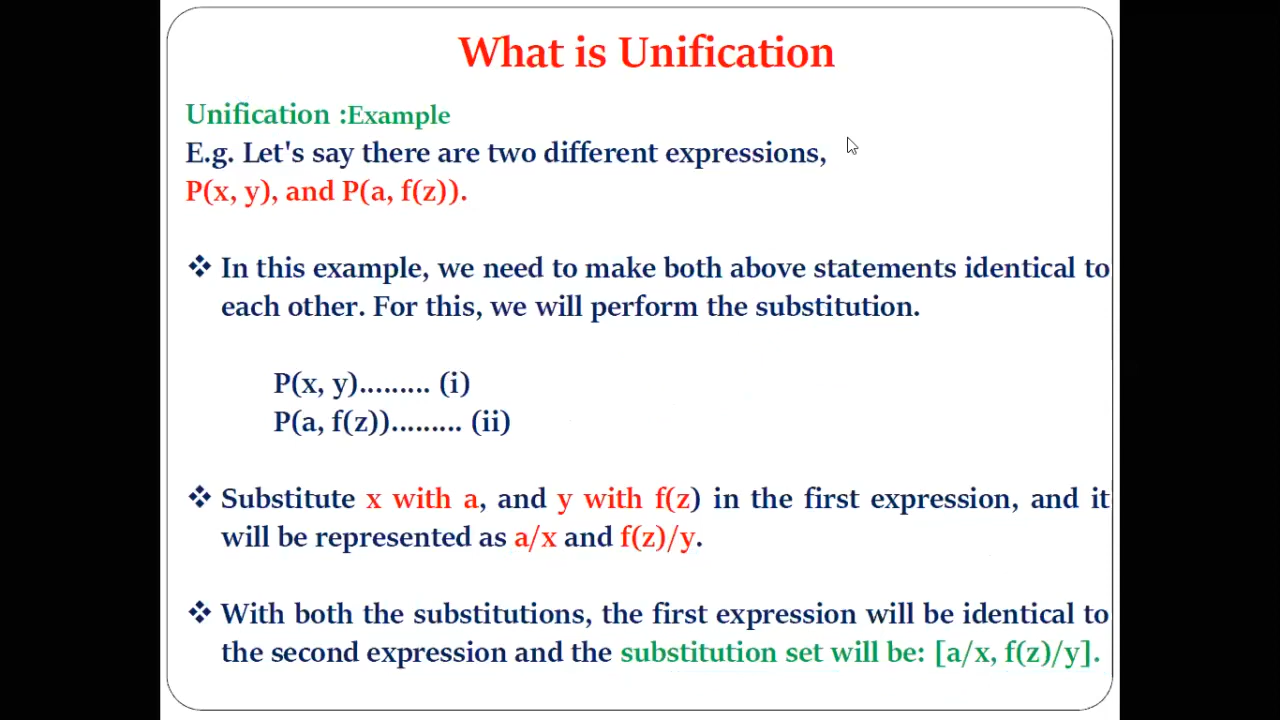 What is Unification
Unification :Example
E.g. Let's say there are two different expressions,
P(x, y), and P(a, f(z)).
❖ In this example, we need to make both above statements identical to
each other. For this, we will perform the substitution.
P(x, y)......... (i)
P(a, f(z))......... (ii)
❖ Substitute x with a, and y with f(z) in the first expression, and it
will be represented as a/x and f(z)/y.
❖ With both the substitutions, the first expression will be identical to
the second expression and the substitution set will be: [a/x, f(z)/y].